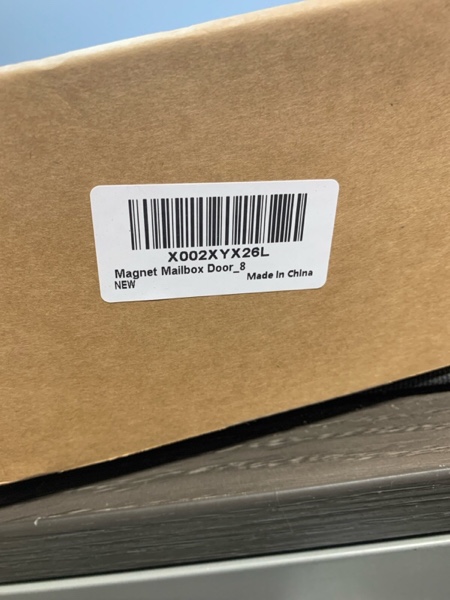 X002XYX26L
Magnet Mailbox Door_8
NEW
Made in China